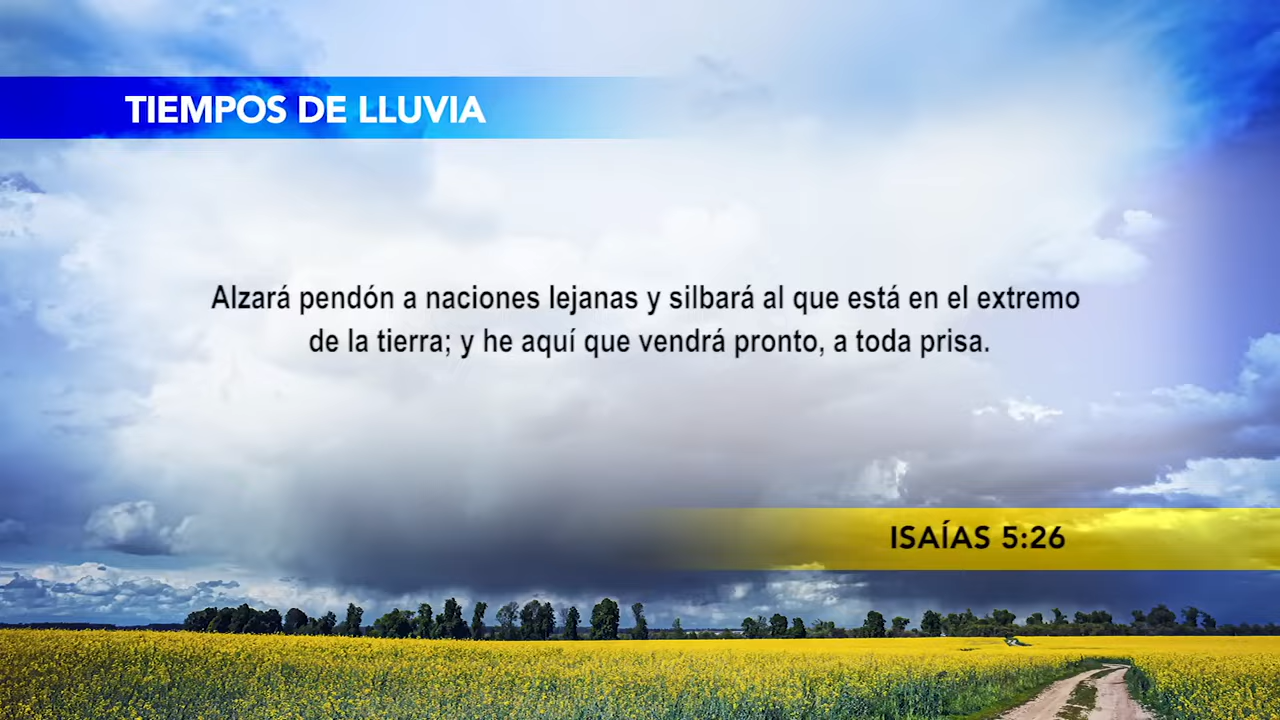 TIEMPOS DE LLUVIA
Alzará pendón a naciones lejanas y silbará al que está en el extremo
de la tierra; y he aquí que vendrá pronto, a toda prisa.
ISAÍAS 5:26